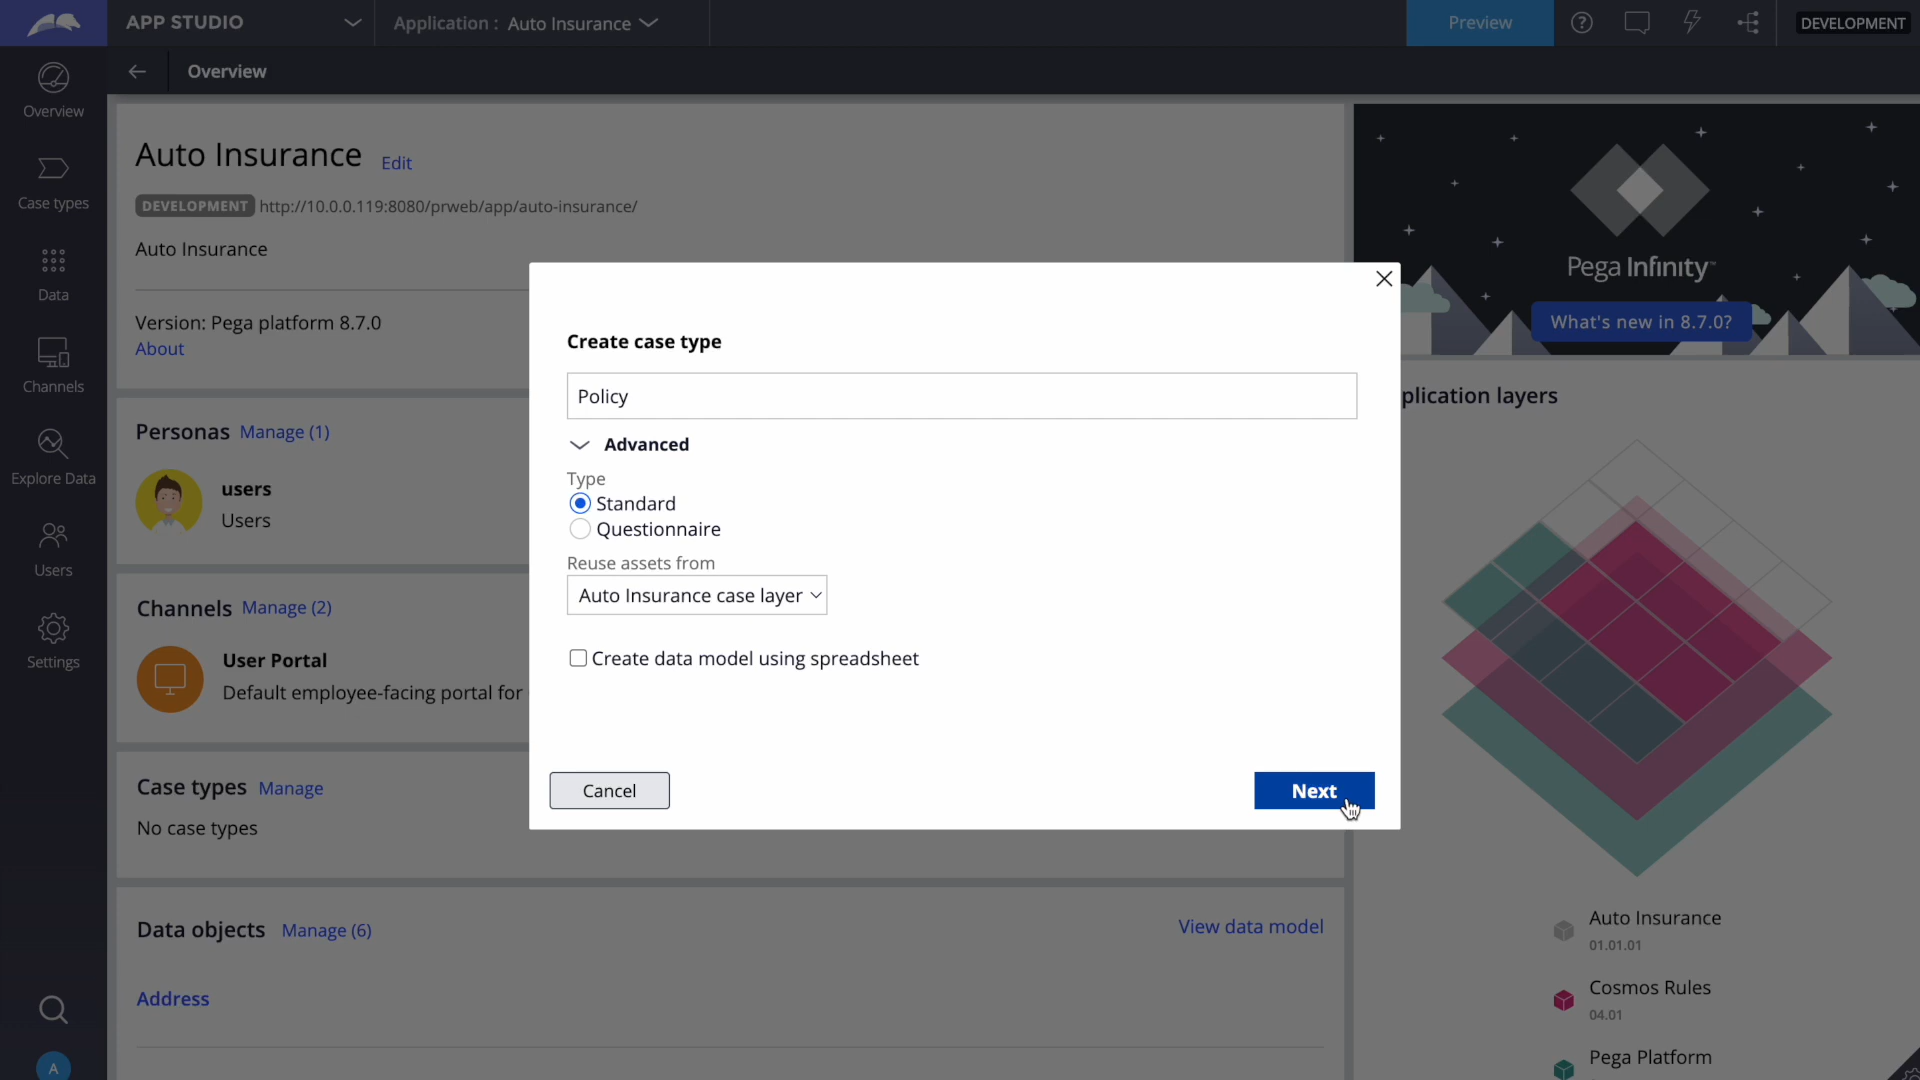 APP STUDIO
Application : Auto Insurance
Preview
DEVELOPMENT
Overview
Overview
Case types
Data
Channels
Explore Data
Users
Settings
A
Auto Insurance Edit
DEVELOPMENT http://10.0.0.119:8080/prweb/app/auto-insurance/
Auto Insurance
Version: Pega platform 8.7.0
About
Personas Manage (1)
users
Users
Channels Manage (2)
User Portal
Default employee-facing portal for
Case types Manage
No case types
Data objects Manage (6)
View data model
Address
Create case type
Policy
Advanced
Type
Standard
Questionnaire
Reuse assets from
Auto Insurance case layer
Create data model using spreadsheet
Cancel
Next
Pega Infinity™
What's new in 8.7.0?
plication layers
Auto Insurance
01.01.01
Cosmos Rules
04.01
Pega Platform